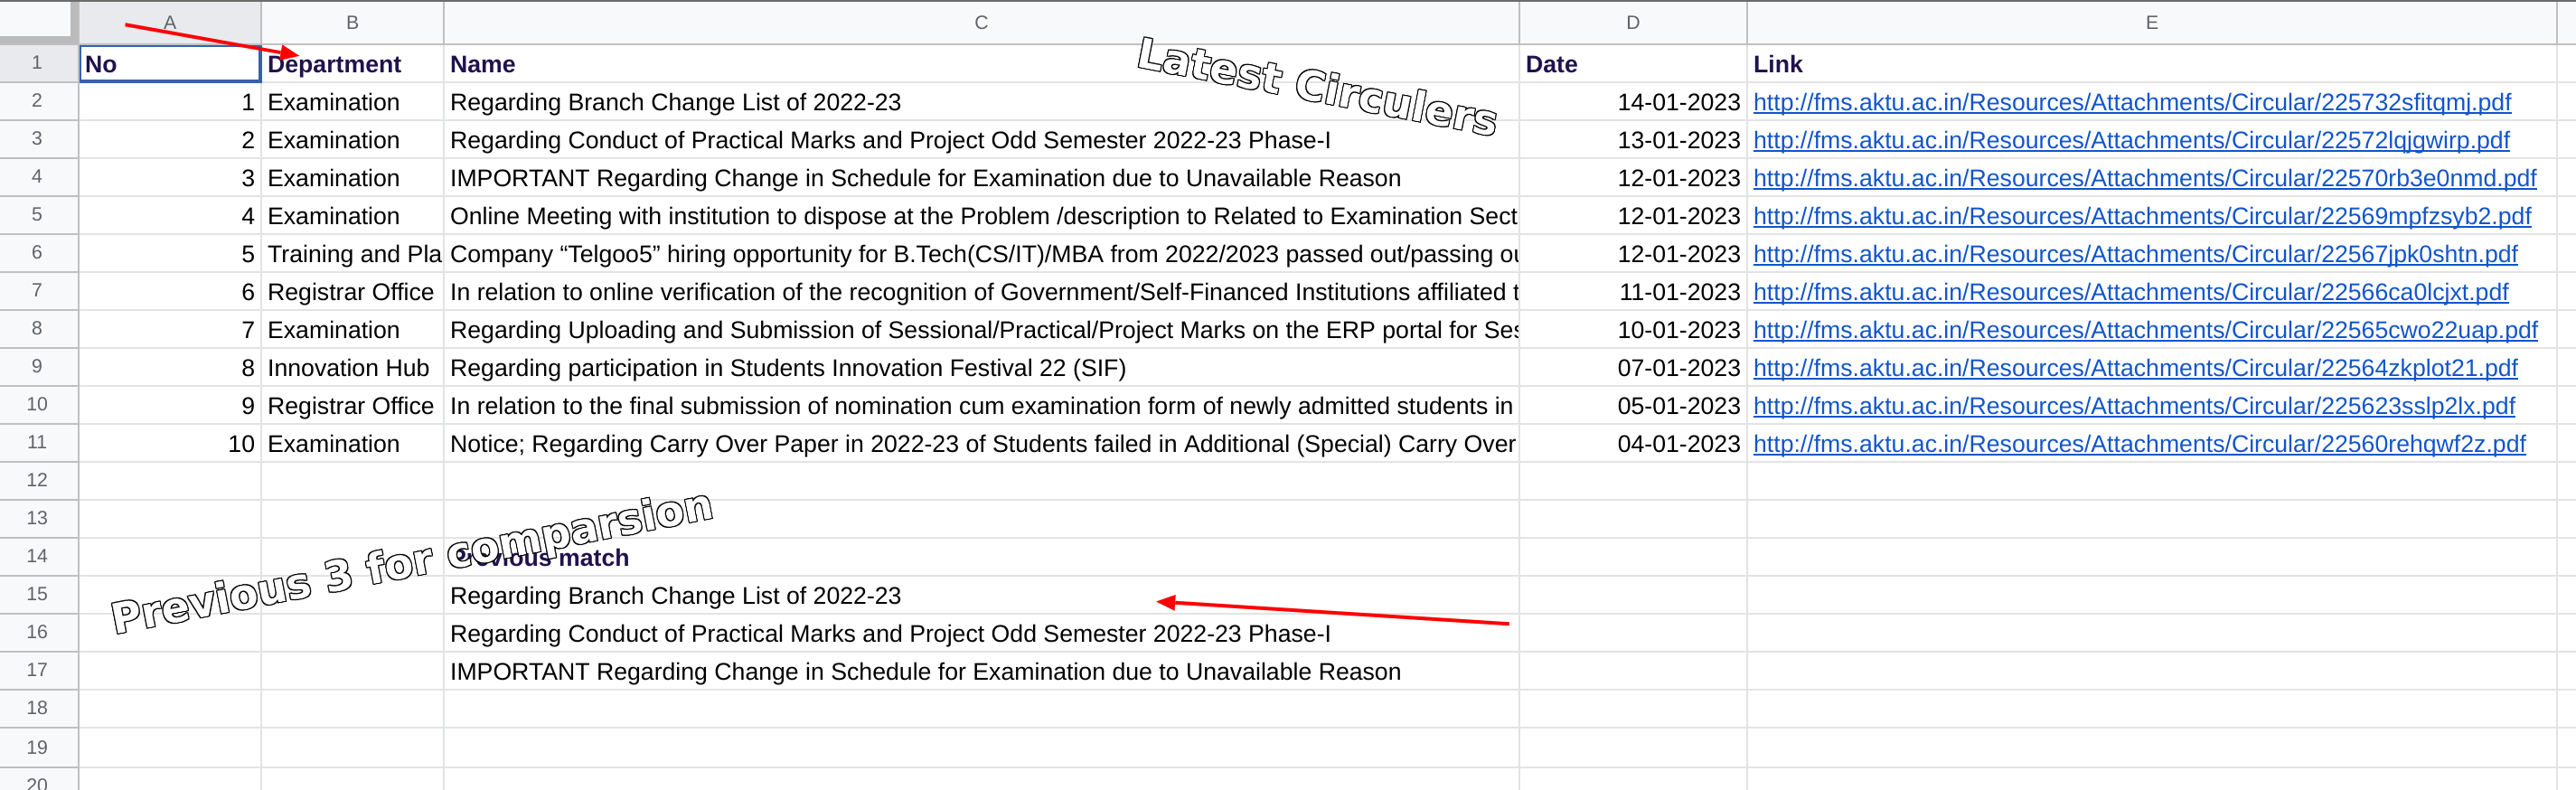 A B C D E
1 No Department Name Date Link
Latest Circulers
2 1 Examination Regarding Branch Change List of 2022-23 14-01-2023 http://fms.aktu.ac.in/Resources/Attachments/Circular/225732sfitqmj.pdf
3 2 Examination Regarding Conduct of Practical Marks and Project Odd Semester 2022-23 Phase-I 13-01-2023 http://fms.aktu.ac.in/Resources/Attachments/Circular/22572lqjgwirp.pdf
4 3 Examination IMPORTANT Regarding Change in Schedule for Examination due to Unavailable Reason 12-01-2023 http://fms.aktu.ac.in/Resources/Attachments/Circular/22570rb3e0nmd.pdf
5 4 Examination Online Meeting with institution to dispose at the Problem /description to Related to Examination Sect 12-01-2023 http://fms.aktu.ac.in/Resources/Attachments/Circular/22569mpfzsyb2.pdf
6 5 Training and Pla Company “Telgoo5” hiring opportunity for B.Tech(CS/IT)/MBA from 2022/2023 passed out/passing ou 12-01-2023 http://fms.aktu.ac.in/Resources/Attachments/Circular/22567jpk0shtn.pdf
7 6 Registrar Office In relation to online verification of the recognition of Government/Self-Financed Institutions affiliated t 11-01-2023 http://fms.aktu.ac.in/Resources/Attachments/Circular/22566ca0lcjxt.pdf
8 7 Examination Regarding Uploading and Submission of Sessional/Practical/Project Marks on the ERP portal for Ses 10-01-2023 http://fms.aktu.ac.in/Resources/Attachments/Circular/22565cwo22uap.pdf
9 8 Innovation Hub Regarding participation in Students Innovation Festival 22 (SIF) 07-01-2023 http://fms.aktu.ac.in/Resources/Attachments/Circular/22564zkplot21.pdf
10 9 Registrar Office In relation to the final submission of nomination cum examination form of newly admitted students in 05-01-2023 http://fms.aktu.ac.in/Resources/Attachments/Circular/225623sslp2lx.pdf
11 10 Examination Notice; Regarding Carry Over Paper in 2022-23 of Students failed in Additional (Special) Carry Over 04-01-2023 http://fms.aktu.ac.in/Resources/Attachments/Circular/22560rehqwf2z.pdf
12
13
Previous 3 for comparsion
14 Previous match
15 Regarding Branch Change List of 2022-23
16 Regarding Conduct of Practical Marks and Project Odd Semester 2022-23 Phase-I
17 IMPORTANT Regarding Change in Schedule for Examination due to Unavailable Reason
18
19
20